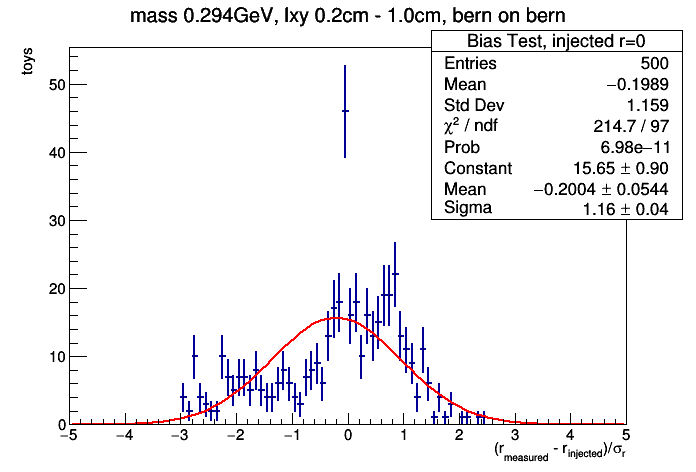 mass 0.294GeV, lxy 0.2cm - 1.0cm, bern on bern
Bias Test, injected r=0
Entries 500
Mean −0.1989
Std Dev 1.159
χ² / ndf 214.7 / 97
Prob 6.98e−11
Constant 15.65 ± 0.90
Mean −0.2004 ± 0.0544
Sigma 1.16 ± 0.04
toys
50
40
30
20
10
0
−5 −4 −3 −2 −1 0 1 2 3 4 5
(r_measured - r_injected)/σ_r